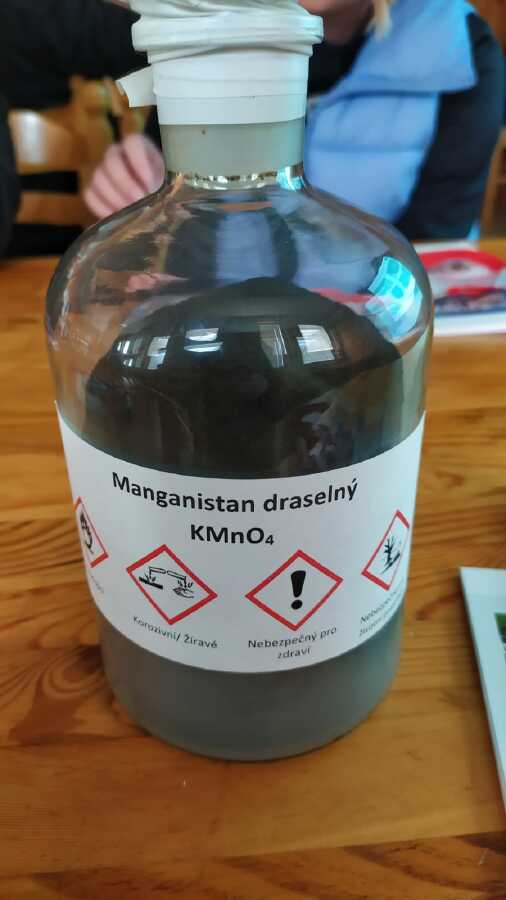 Manganistan draselný
KMnO₄
Korozivní/ Žíravé
Nebezpečný pro
zdraví